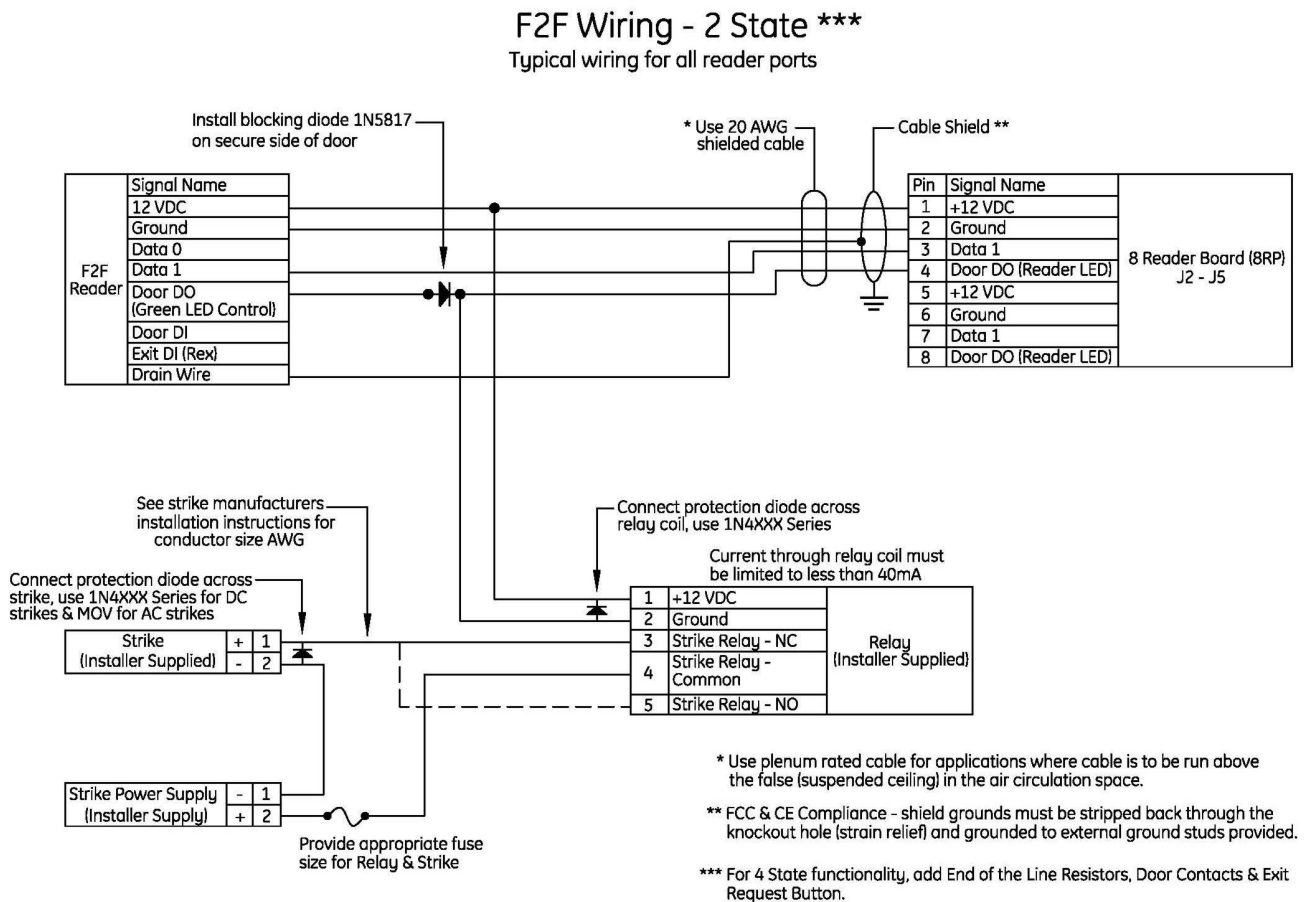 F2F Wiring - 2 State ***
Typical wiring for all reader ports
Install blocking diode 1N5817
on secure side of door
* Use 20 AWG
shielded cable
Cable Shield **
F2F
Reader
Signal Name
12 VDC
Ground
Data 0
Data 1
Door DO
(Green LED Control)
Door DI
Exit DI (Rex)
Drain Wire
Pin Signal Name
1 +12 VDC
2 Ground
3 Data 1
4 Door DO (Reader LED)
5 +12 VDC
6 Ground
7 Data 1
8 Door DO (Reader LED)
8 Reader Board (8RP)
J2 - J5
See strike manufacturers
installation instructions for
conductor size AWG
Connect protection diode across
relay coil, use 1N4XXX Series
Current through relay coil must
be limited to less than 40mA
Connect protection diode across
strike, use 1N4XXX Series for DC
strikes & MOV for AC strikes
Strike
(Installer Supplied)
+ 1
- 2
1 +12 VDC
2 Ground
3 Strike Relay - NC
4 Strike Relay -
Common
5 Strike Relay - NO
Relay
(Installer Supplied)
Strike Power Supply
(Installer Supply)
- 1
+ 2
Provide appropriate fuse
size for Relay & Strike
* Use plenum rated cable for applications where cable is to be run above
the false (suspended ceiling) in the air circulation space.
** FCC & CE Compliance - shield grounds must be stripped back through the
knockout hole (strain relief) and grounded to external ground studs provided.
*** For 4 State functionality, add End of the Line Resistors, Door Contacts & Exit
Request Button.